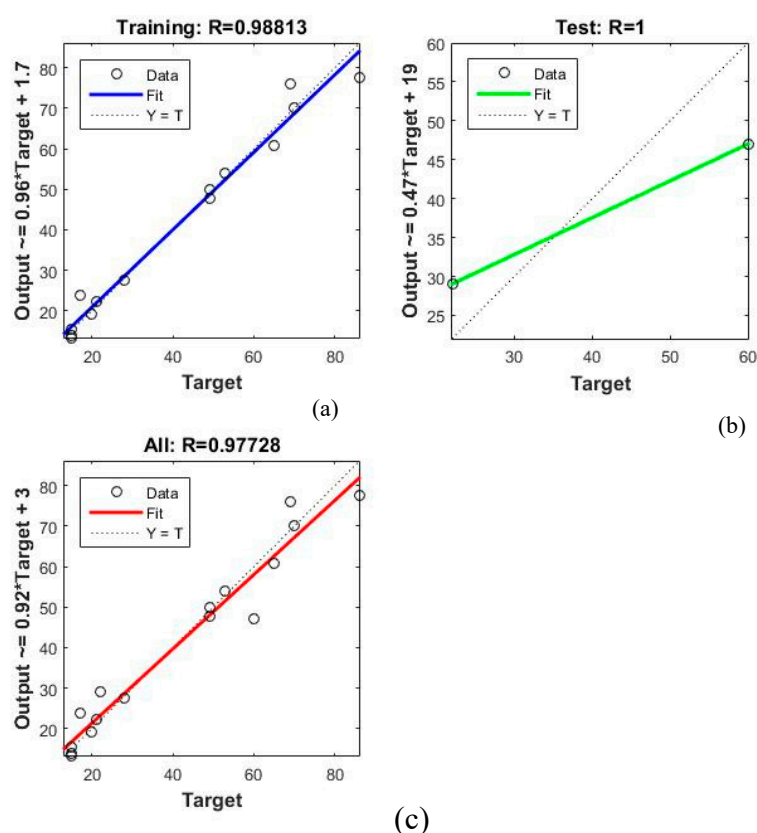 Training: R=0.98813
Output ~= 0.96*Target + 1.7
80
70
60
50
40
30
20
Data
Fit
Y = T
20
40
60
80
Target
(a)
Test: R=1
Output ~= 0.47*Target + 19
60
55
50
45
40
35
30
25
Data
Fit
Y = T
30
40
50
60
Target
(b)
All: R=0.97728
Output ~= 0.92*Target + 3
80
70
60
50
40
30
20
Data
Fit
Y = T
20
40
60
80
Target
(c)